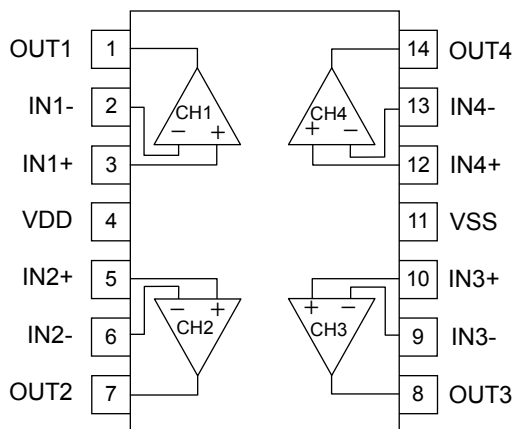 OUT1 1 14 OUT4
IN1- 2 CH1 CH4 13 IN4-
− + + −
IN1+ 3 12 IN4+
VDD 4 11 VSS
IN2+ 5 10 IN3+
− + + −
IN2- 6 CH2 CH3 9 IN3-
OUT2 7 8 OUT3